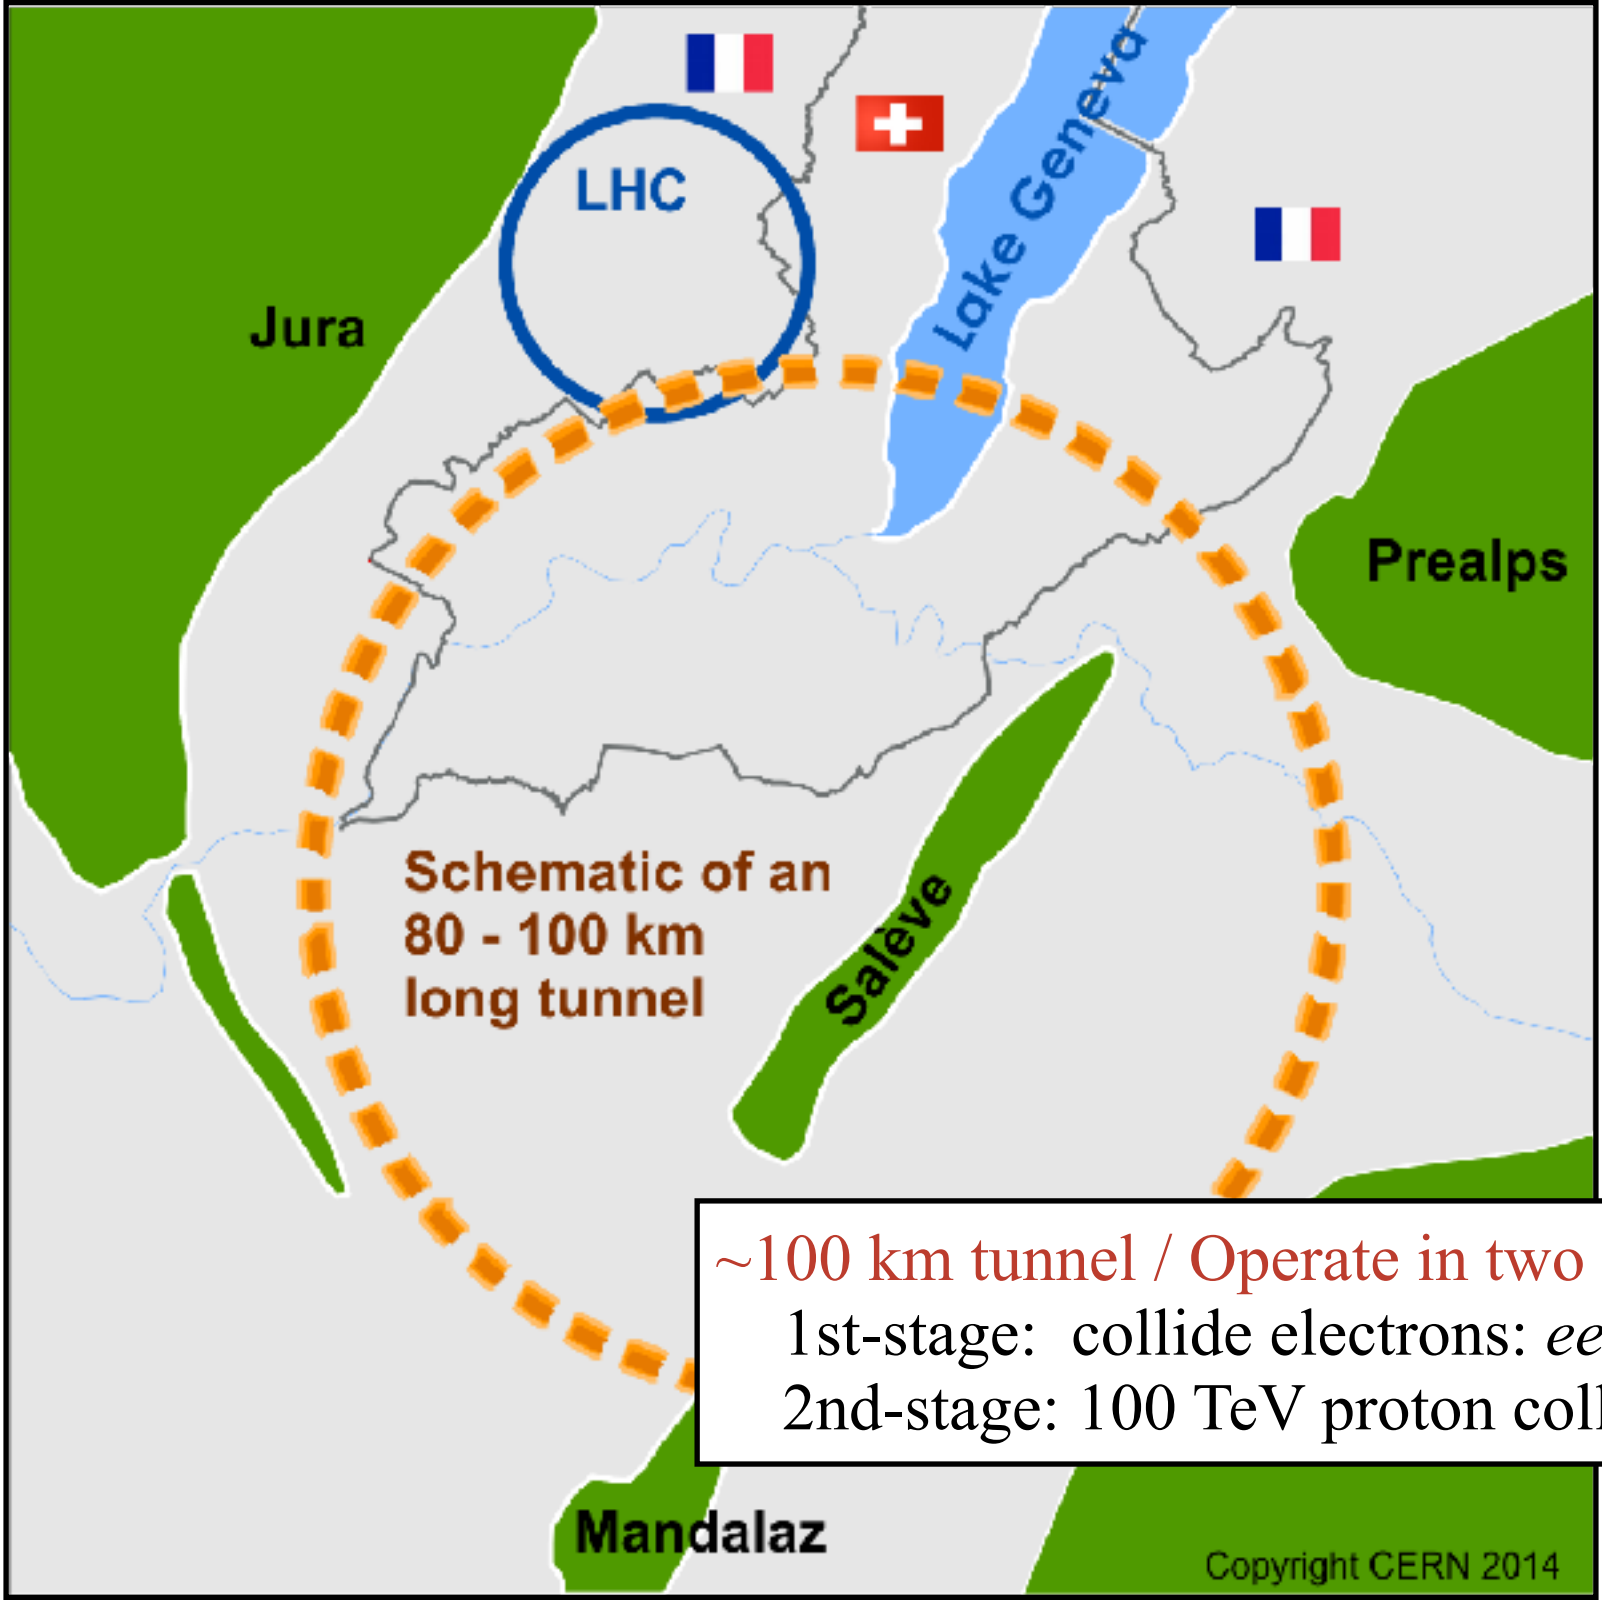 LHC
Lake Geneva
Jura
Prealps
Schematic of an
80 - 100 km
long tunnel
Salève
~100 km tunnel / Operate in two
1st-stage: collide electrons: ee
2nd-stage: 100 TeV proton coll
Mandalaz
Copyright CERN 2014